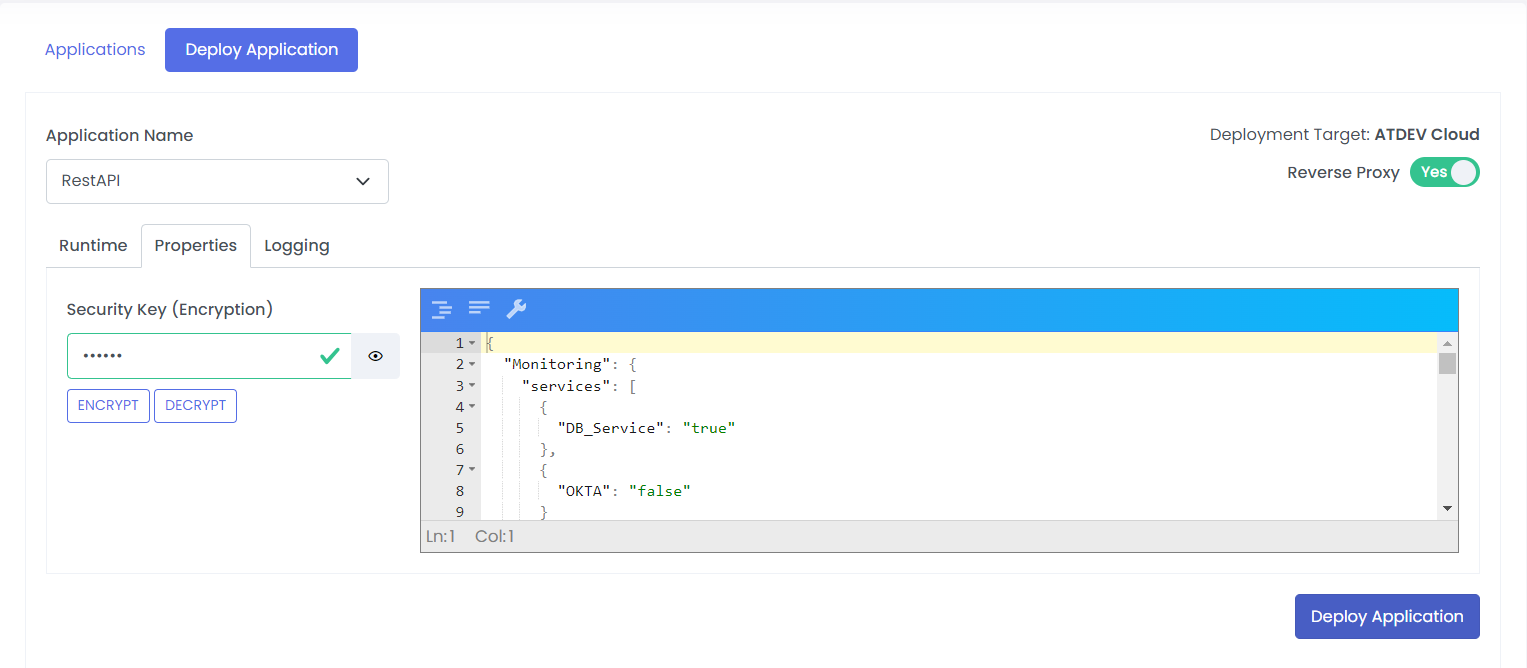 Applications Deploy Application
Application Name
Deployment Target: ATDEV Cloud
RestAPI
Reverse Proxy Yes
Runtime Properties Logging
Security Key (Encryption)
••••••
ENCRYPT DECRYPT
1 {
2 "Monitoring": {
3 "services": [
4 {
5 "DB_Service": "true"
6 },
7 {
8 "OKTA": "false"
9 }
Ln:1 Col:1
Deploy Application